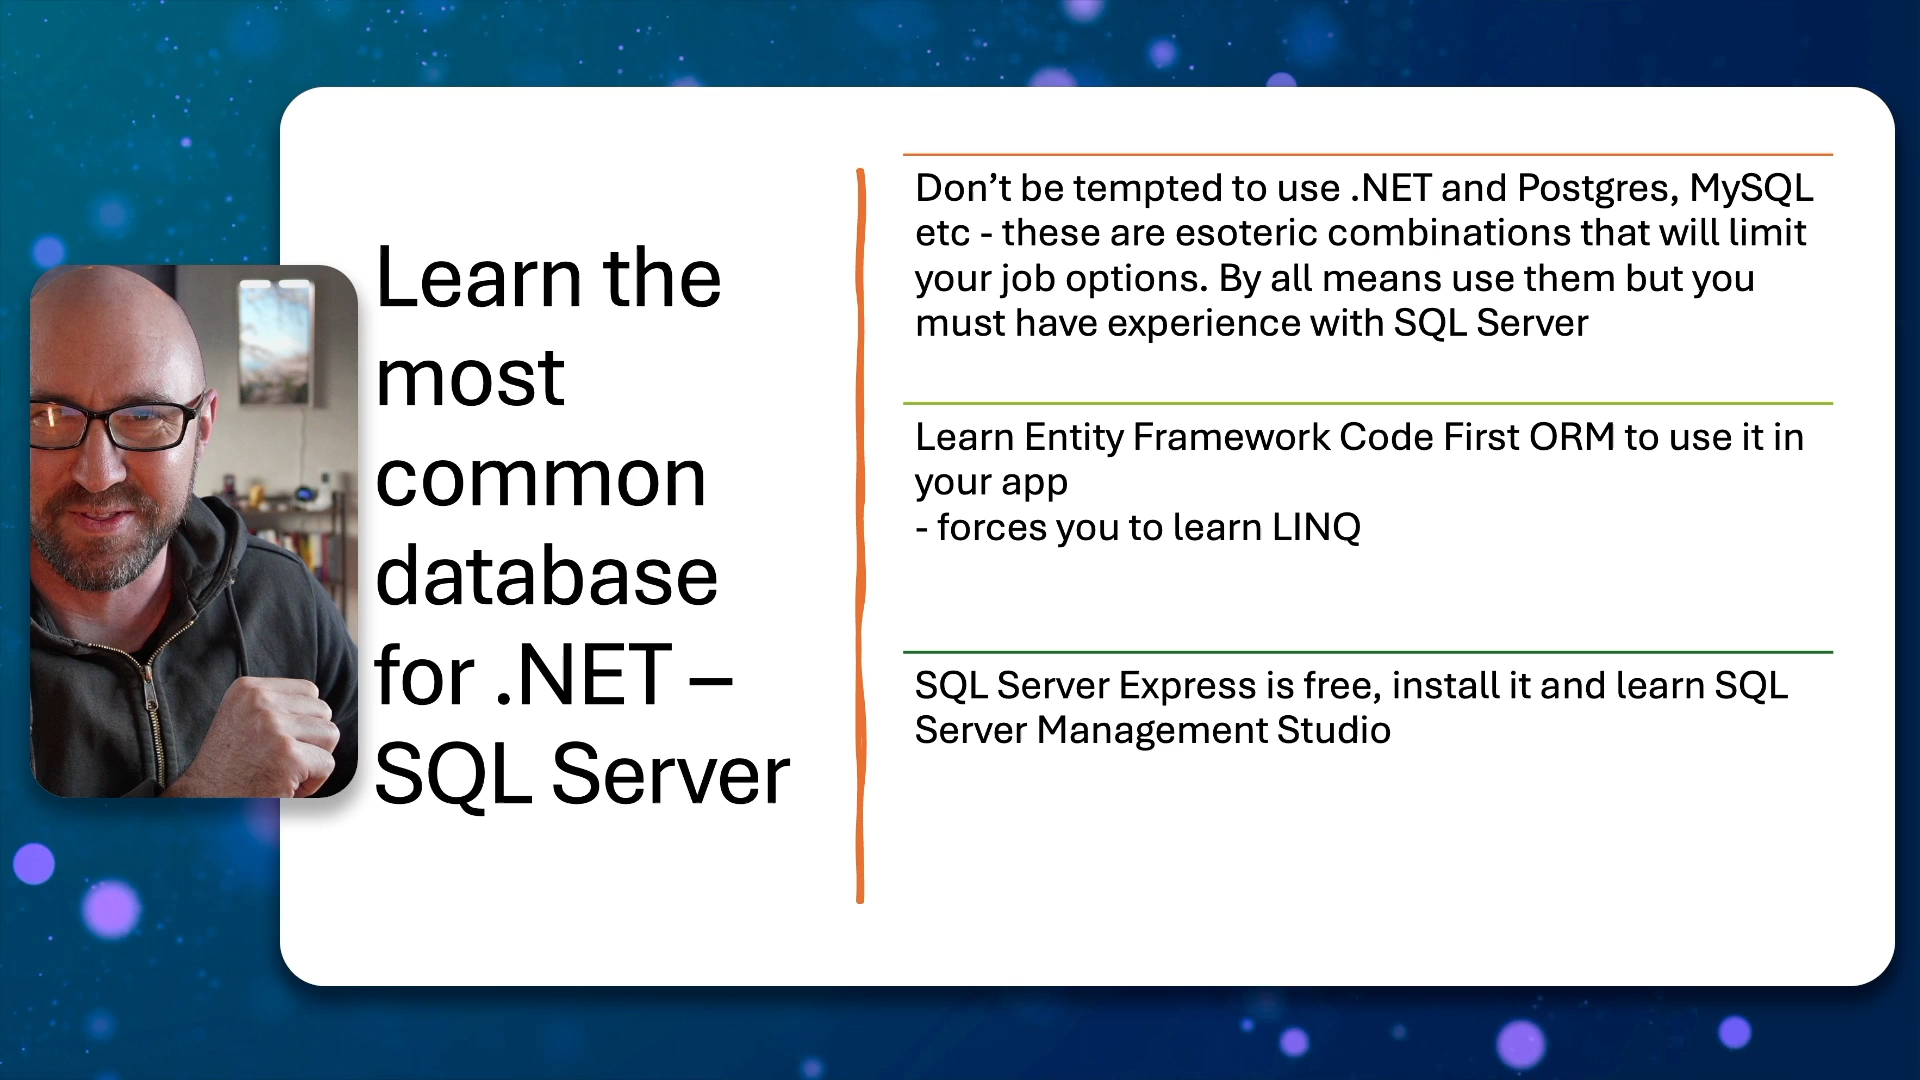 Learn the
most
common
database
for .NET –
SQL Server
Don’t be tempted to use .NET and Postgres, MySQL
etc - these are esoteric combinations that will limit
your job options. By all means use them but you
must have experience with SQL Server
Learn Entity Framework Code First ORM to use it in
your app
- forces you to learn LINQ
SQL Server Express is free, install it and learn SQL
Server Management Studio